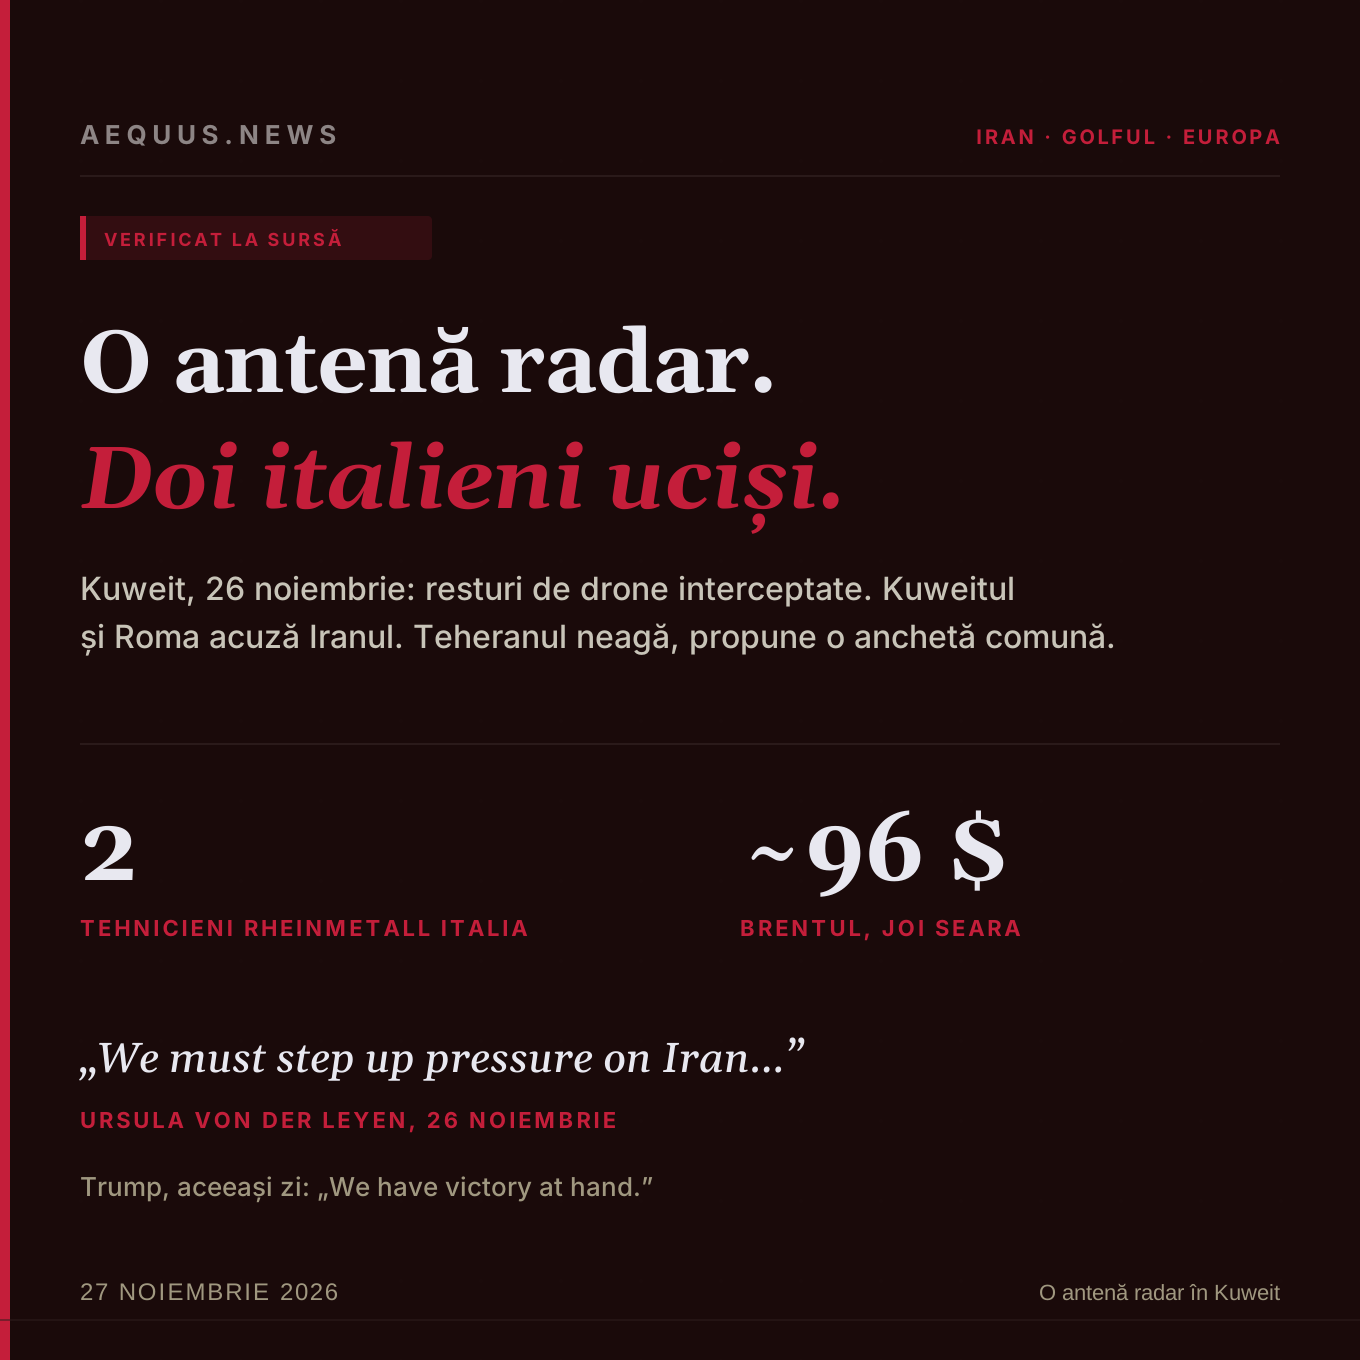 AEQUUS.NEWS
IRAN · GOLFUL · EUROPA
VERIFICAT LA SURSĂ
O antenă radar.
Doi italieni uciși.
Kuweit, 26 noiembrie: resturi de drone interceptate. Kuweitul
și Roma acuză Iranul. Teheranul neagă, propune o anchetă comună.
2
~96 $
TEHNICIENI RHEINMETALL ITALIA
BRENTUL, JOI SEARA
„We must step up pressure on Iran...”
URSULA VON DER LEYEN, 26 NOIEMBRIE
Trump, aceeași zi: „We have victory at hand.”
27 NOIEMBRIE 2026
O antenă radar în Kuweit